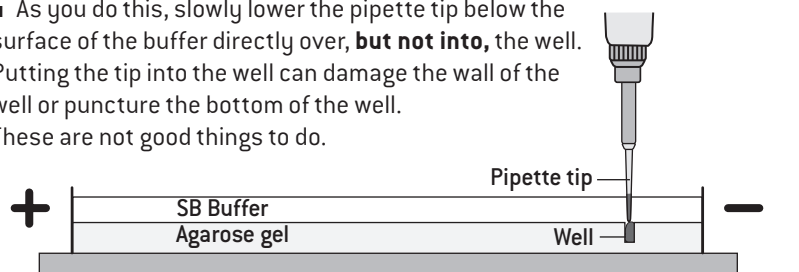 As you do this, slowly lower the pipette tip below the
surface of the buffer directly over, but not into, the well.
Putting the tip into the well can damage the wall of the
well or puncture the bottom of the well.
These are not good things to do.
Pipette tip
+
SB Buffer
−
Agarose gel
Well